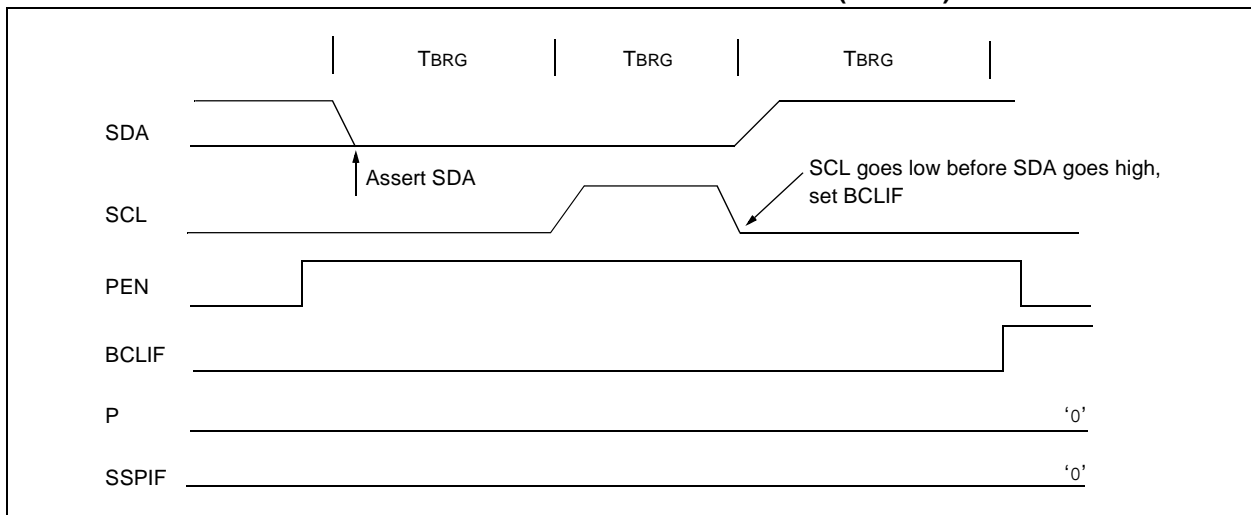 TBRG TBRG TBRG
SDA
Assert SDA
SCL goes low before SDA goes high,
set BCLIF
SCL
PEN
BCLIF
P
‘0’
SSPIF
‘0’